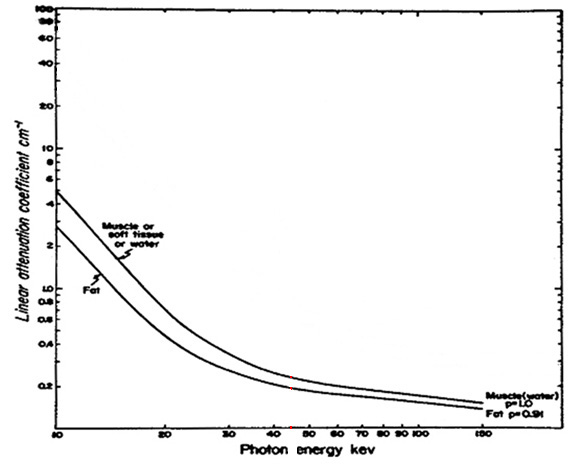 100
80
60
40
20
10
8
6
4
2
1.0
0.8
0.6
0.4
0.2
Linear attenuation coefficient cm⁻¹
Muscle or
soft tissue
or water
Fat
Muscle(water)
p=1.0
Fat p=0.91
10 20 30 40 50 60 70 80 90 100 150
Photon energy kev